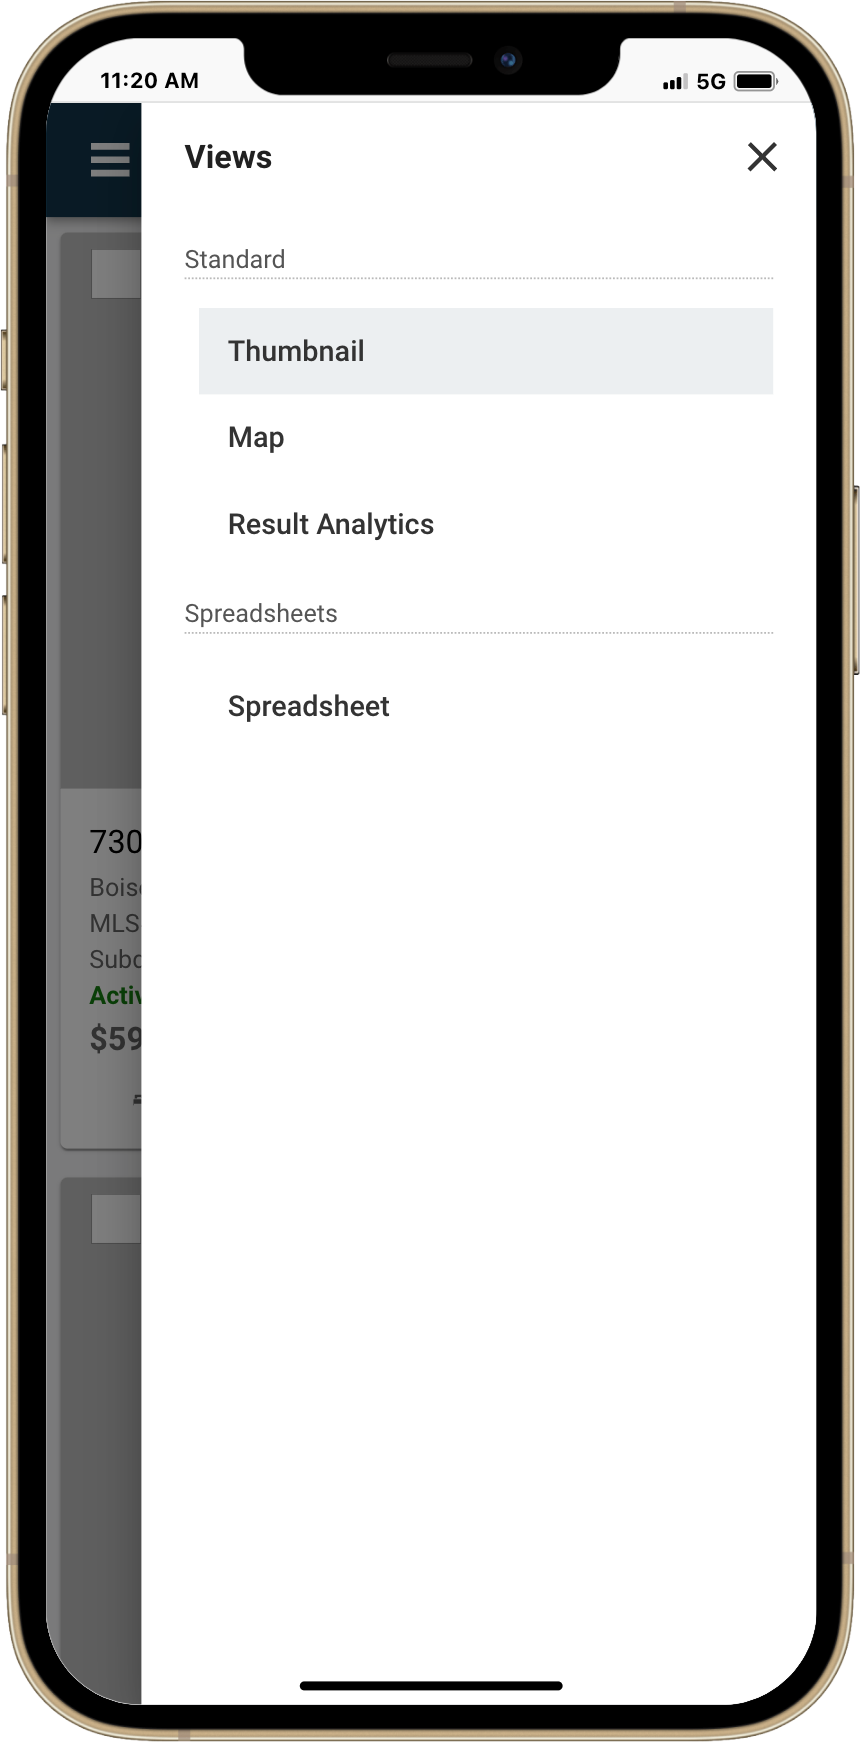 11:20 AM
5G
Views
Standard
Thumbnail
Map
Result Analytics
Spreadsheets
Spreadsheet
730
Bois
MLS
Sub
Activ
$59